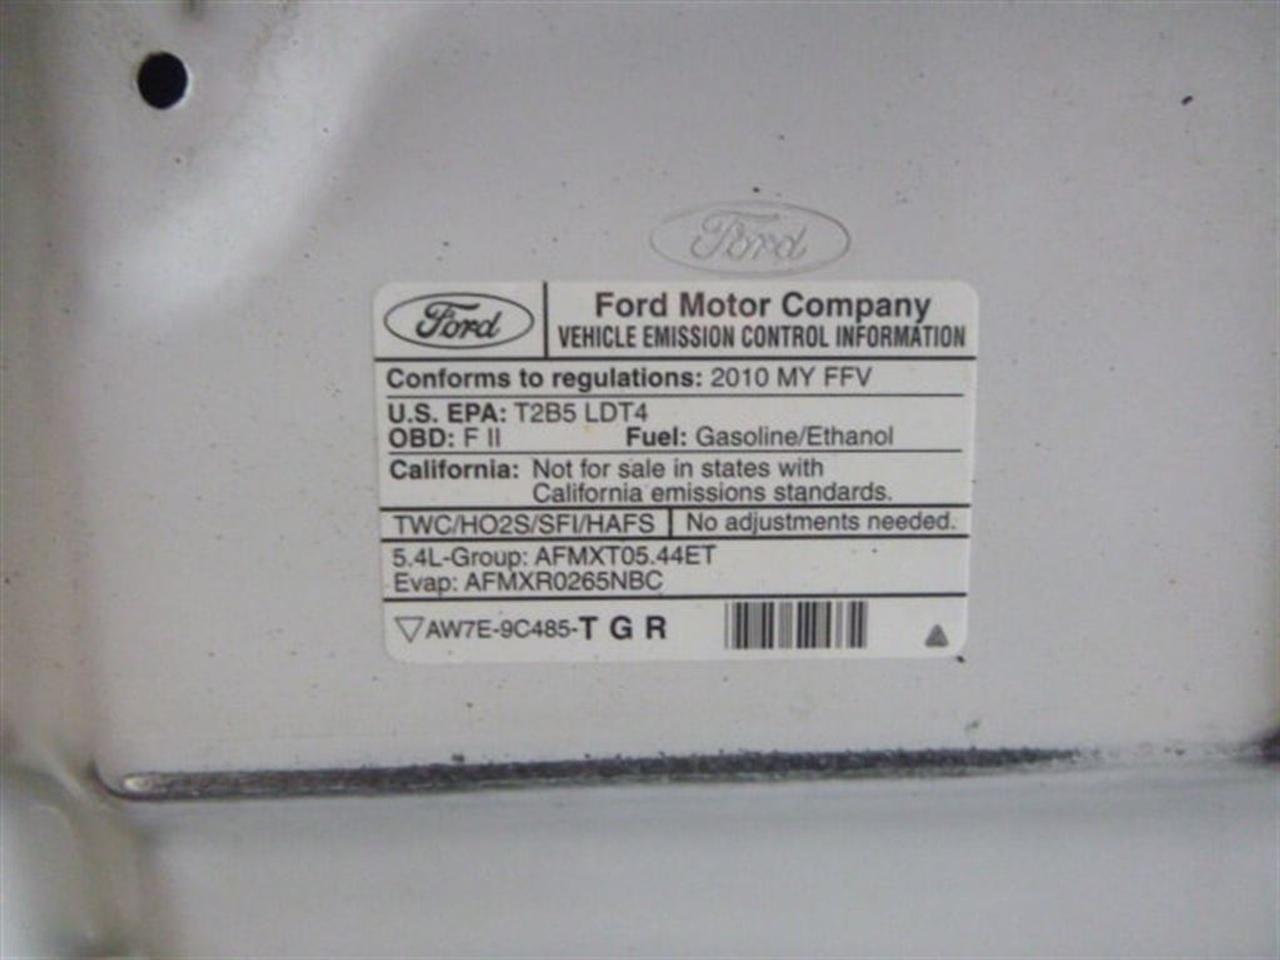 Ford
Ford
Ford Motor Company
VEHICLE EMISSION CONTROL INFORMATION
Conforms to regulations: 2010 MY FFV
U.S. EPA: T2B5 LDT4
OBD: F II Fuel: Gasoline/Ethanol
California: Not for sale in states with
California emissions standards.
TWC/HO2S/SFI/HAFS No adjustments needed.
5.4L-Group: AFMXT05.44ET
Evap: AFMXR0265NBC
AW7E-9C485-T G R